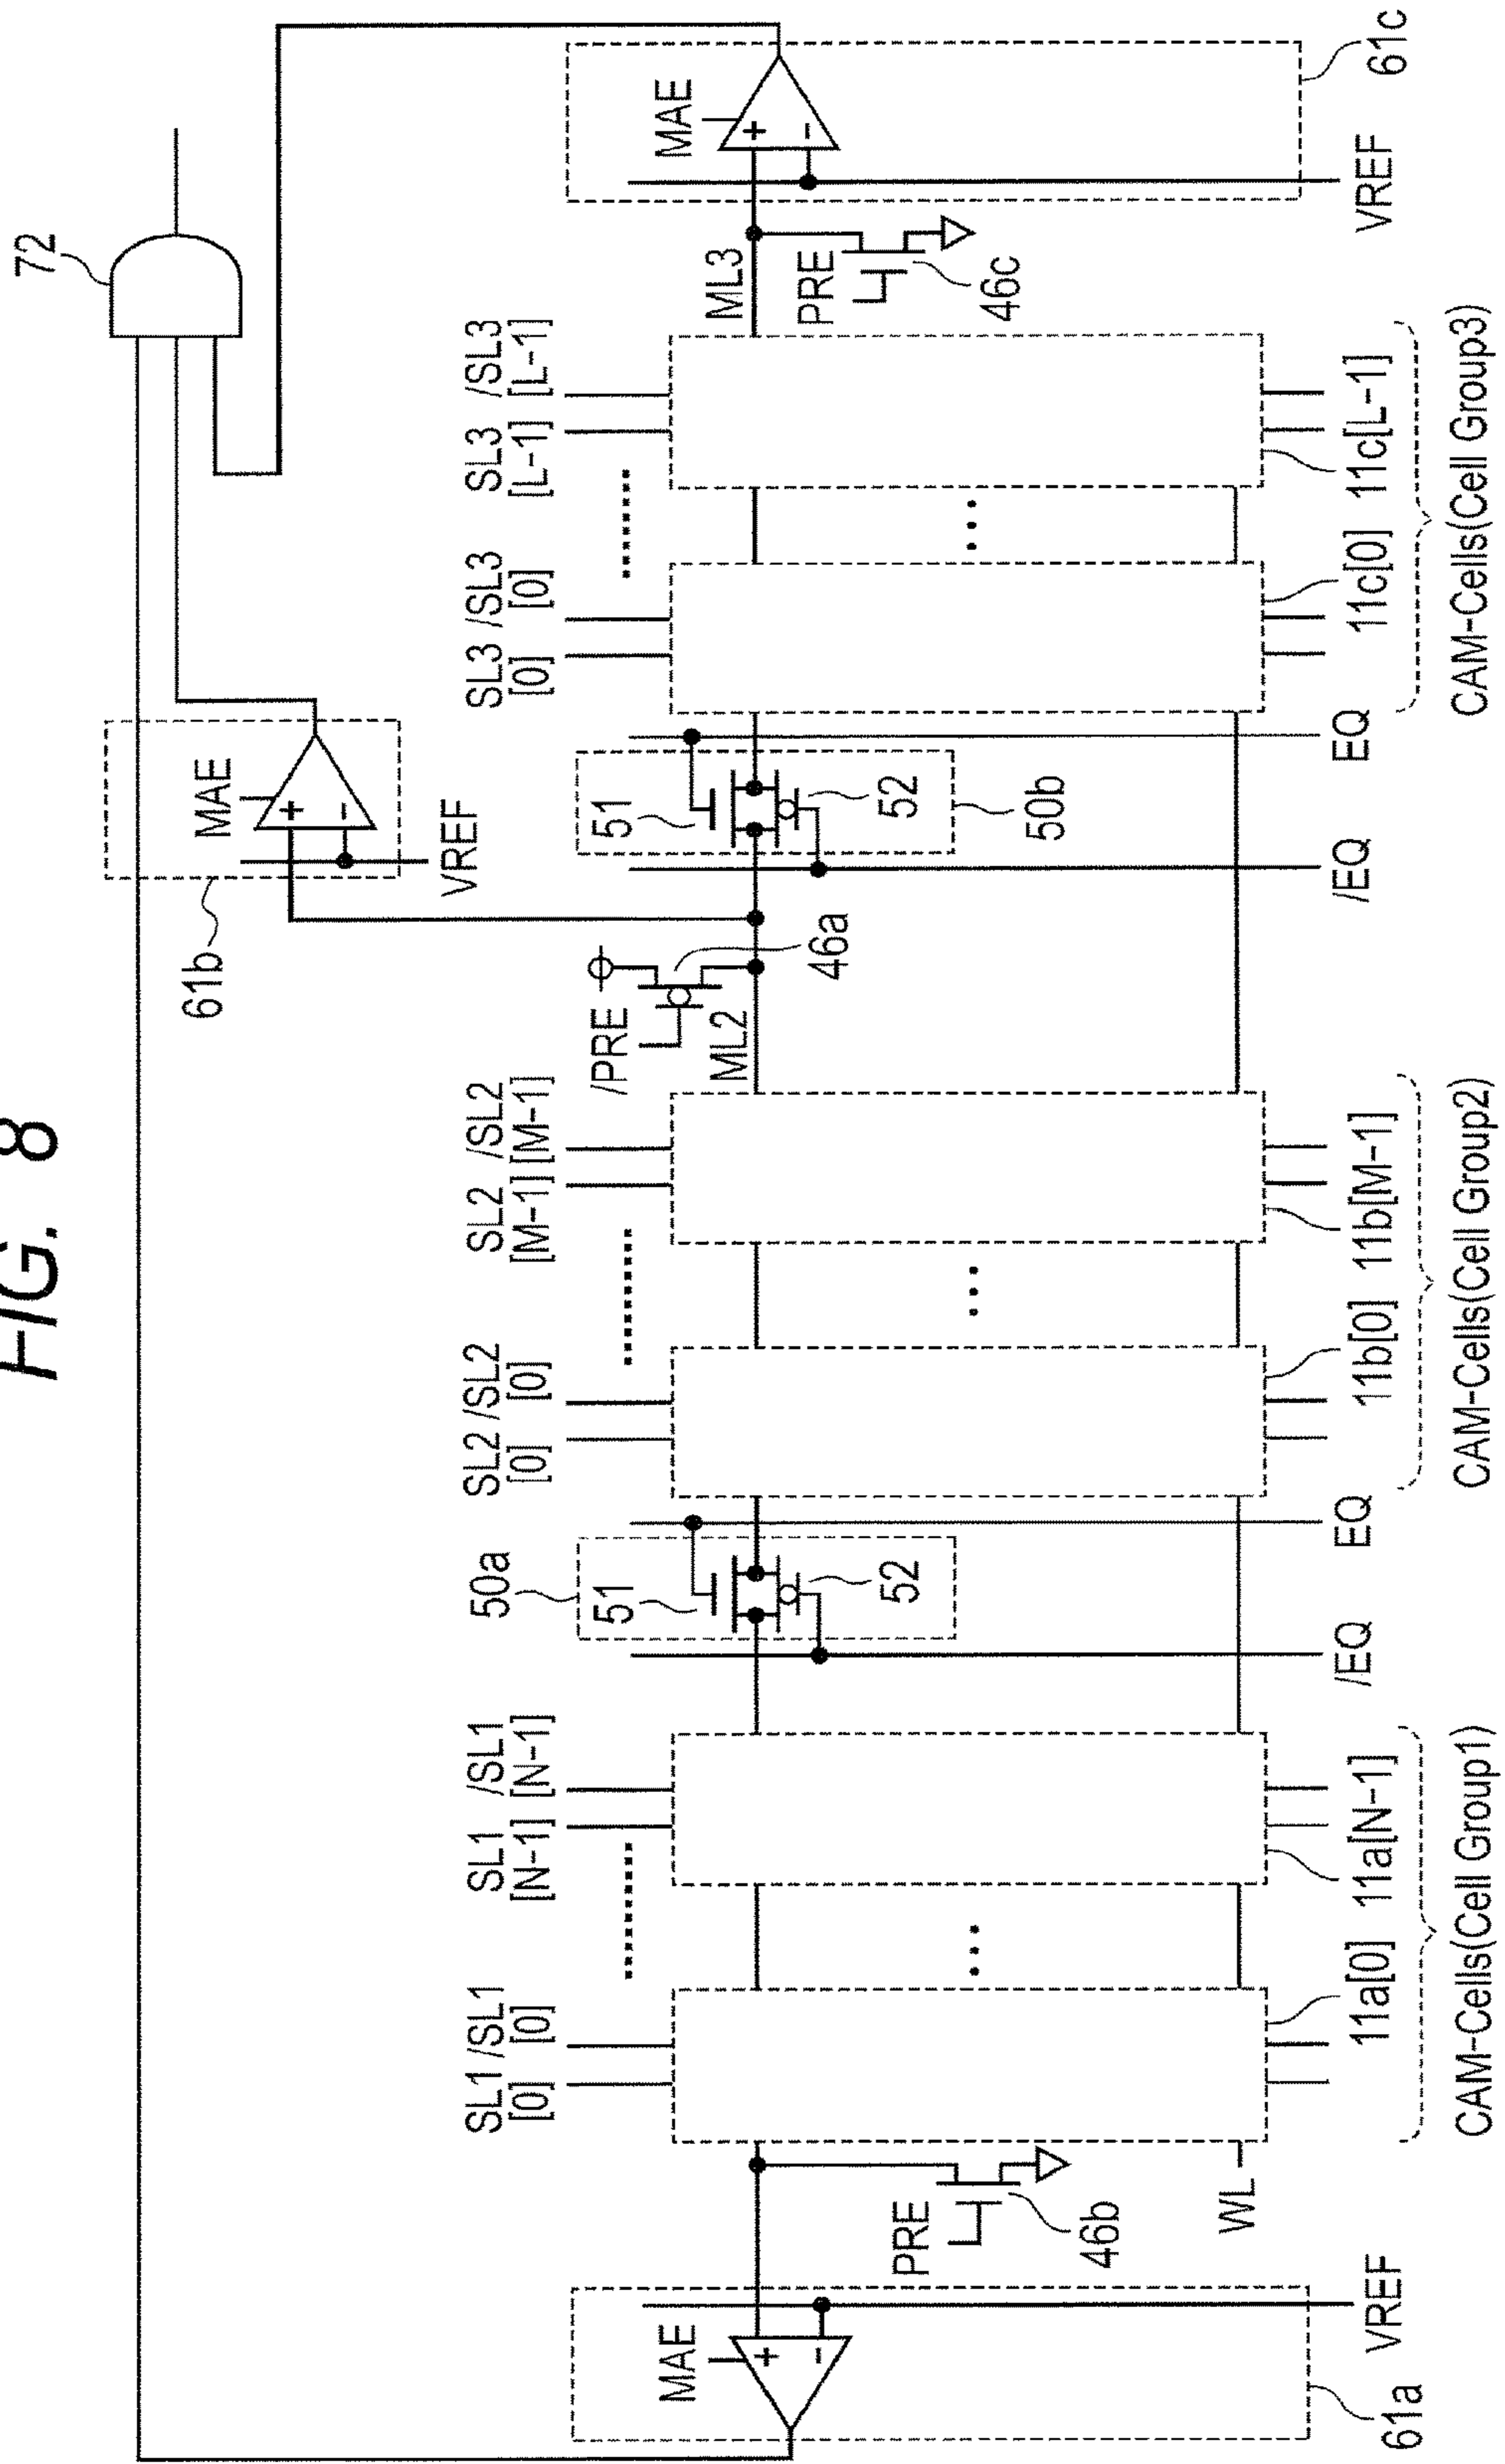 FIG. 8
72
61b
MAE
VREF
MAE
61c
VREF
ML3
PRE
46c
SL1 /SL1
[0] [0]
SL1 /SL1
[N-1] [N-1]
SL2 /SL2
[0] [0]
SL2 /SL2
[M-1] [M-1]
SL3 /SL3
[0] [0]
SL3 /SL3
[L-1] [L-1]
50a
51
52
/PRE
46a
ML2
51
52
50b
MAE
61a
VREF
PRE
46b
WL
/EQ
EQ
/EQ
EQ
11a[0] 11a[N-1]
11b[0] 11b[M-1]
11c[0] 11c[L-1]
CAM-Cells(Cell Group1)
CAM-Cells(Cell Group2)
CAM-Cells(Cell Group3)